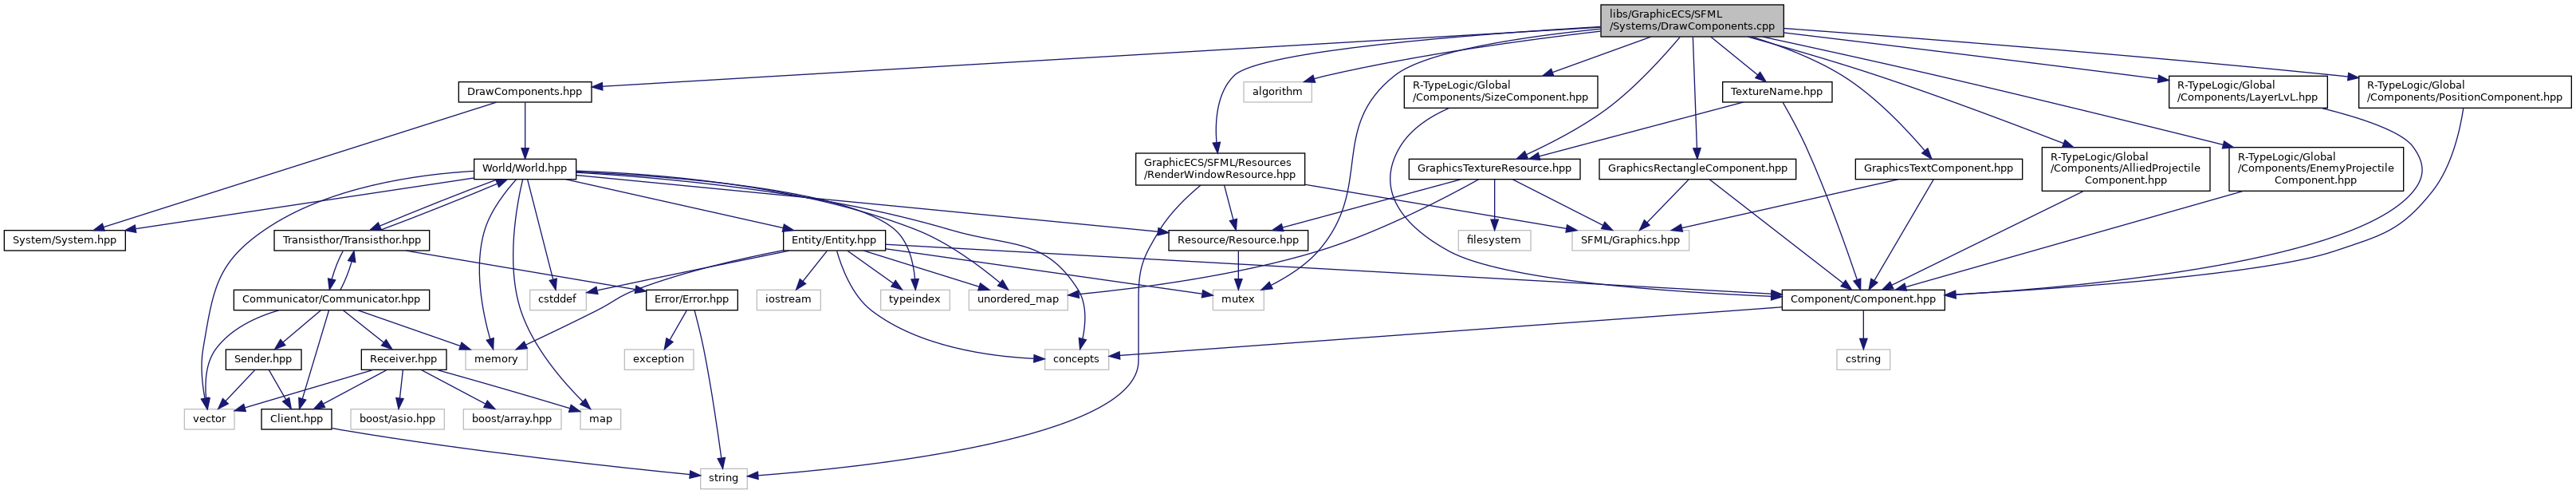 libs/GraphicECS/SFML
/Systems/DrawComponents.cpp
DrawComponents.hpp
algorithm
R-TypeLogic/Global
/Components/SizeComponent.hpp
TextureName.hpp
R-TypeLogic/Global
/Components/LayerLvL.hpp
R-TypeLogic/Global
/Components/PositionComponent.hpp
World/World.hpp
GraphicECS/SFML/Resources
/RenderWindowResource.hpp
GraphicsTextureResource.hpp
GraphicsRectangleComponent.hpp
GraphicsTextComponent.hpp
R-TypeLogic/Global
/Components/AlliedProjectile
Component.hpp
R-TypeLogic/Global
/Components/EnemyProjectile
Component.hpp
System/System.hpp
Transisthor/Transisthor.hpp
Entity/Entity.hpp
Resource/Resource.hpp
filesystem
SFML/Graphics.hpp
Communicator/Communicator.hpp
cstddef
Error/Error.hpp
iostream
typeindex
unordered_map
mutex
Component/Component.hpp
Sender.hpp
Receiver.hpp
memory
exception
concepts
cstring
vector
Client.hpp
boost/asio.hpp
boost/array.hpp
map
string